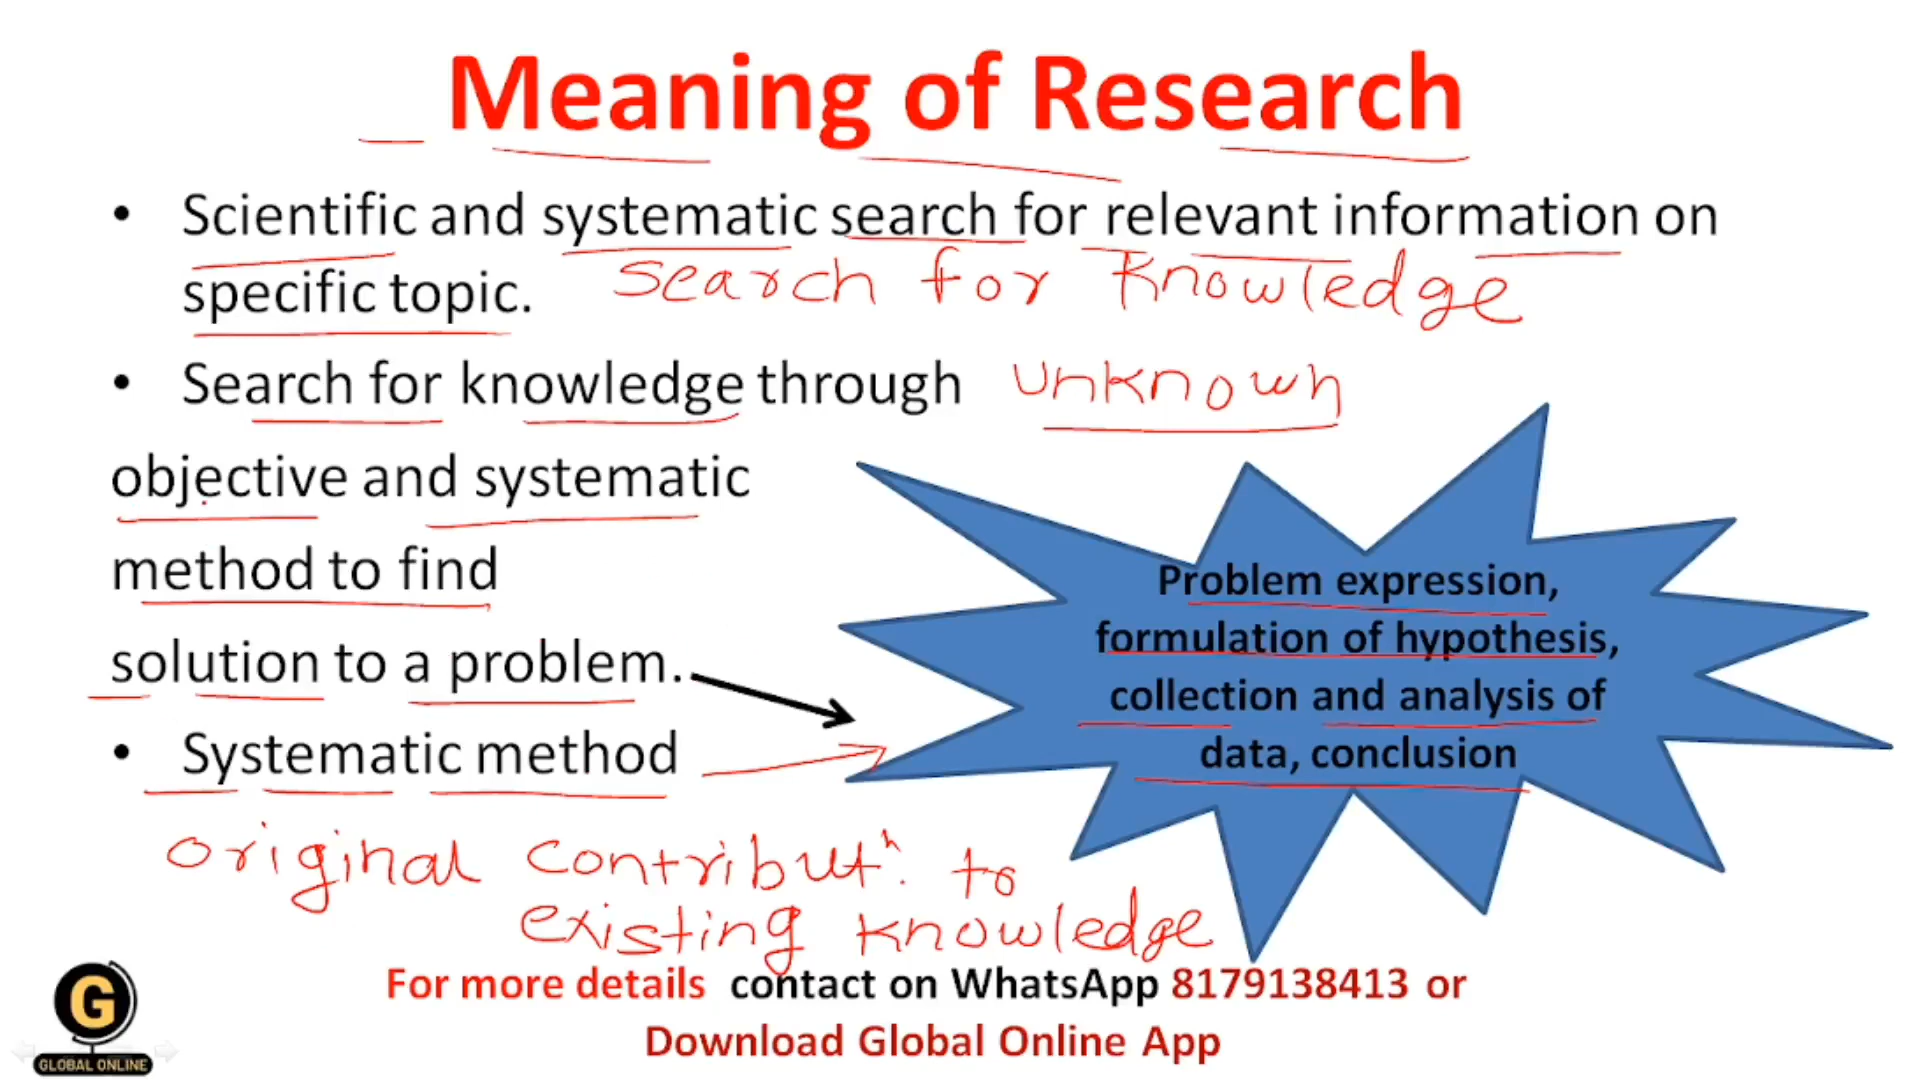 Meaning of Research
• Scientific and systematic search for relevant information on
specific topic. Search for Knowledge
• Search for knowledge through unknown
objective and systematic
method to find
solution to a problem.
• Systematic method
Problem expression,
formulation of hypothesis,
collection and analysis of
data, conclusion
original contributn. to
existing knowledge
For more details contact on WhatsApp 8179138413 or
Download Global Online App
G
GLOBAL ONLINE